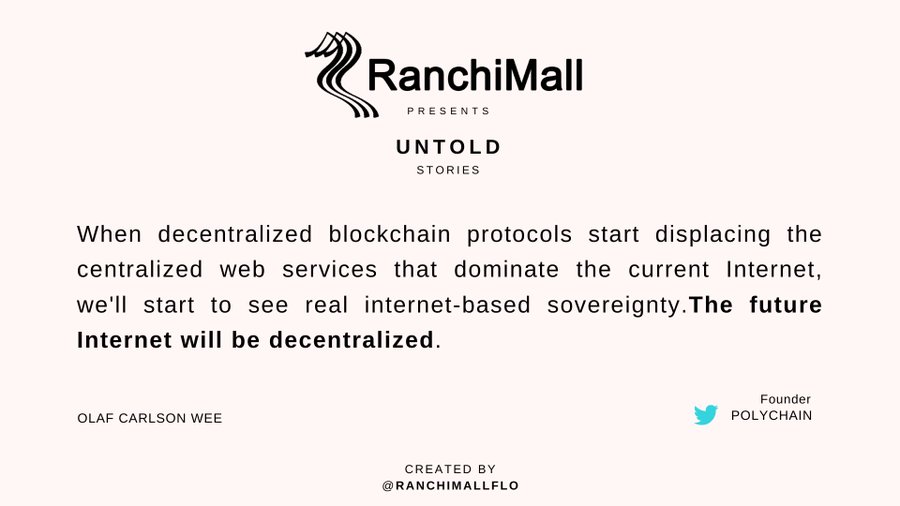 RanchiMall
PRESENTS
UNTOLD
STORIES
When decentralized blockchain protocols start displacing the
centralized web services that dominate the current Internet,
we'll start to see real internet-based sovereignty.The future
Internet will be decentralized.
OLAF CARLSON WEE
Founder
POLYCHAIN
CREATED BY
@RANCHIMALLFLO